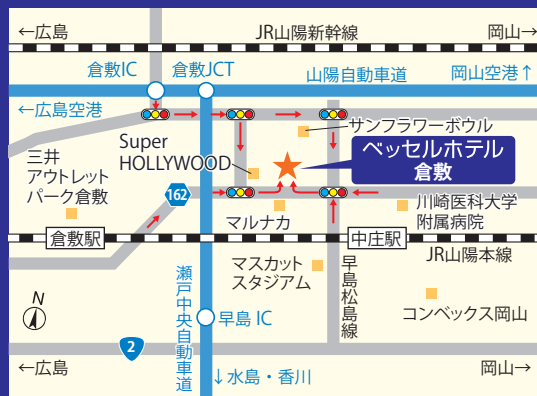 ←広島
JR山陽新幹線
岡山→
倉敷IC
倉敷JCT
山陽自動車道
岡山空港↑
←広島空港
サンフラワーボウル
Super
HOLLYWOOD
ベッセルホテル
倉敷
三井
アウトレット
パーク倉敷
162
マルナカ
川崎医科大学
附属病院
倉敷駅
中庄駅
JR山陽本線
瀬戸中央自動車道
マスカット
スタジアム
早島松島線
N
早島 IC
コンベックス岡山
2
←広島
↓水島・香川
岡山→